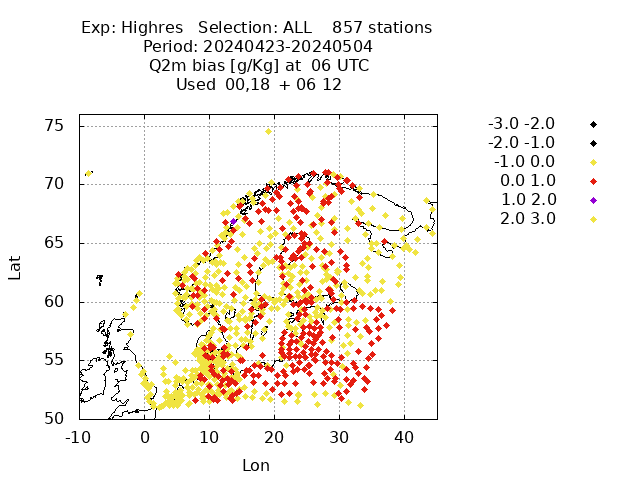 Exp: Highres   Selection: ALL    857 stations
Period: 20240423-20240504
Q2m bias [g/Kg] at  06 UTC
Used  00,18  + 06 12
75
70
65
60
55
50
Lat
-10 0 10 20 30 40
Lon
-3.0 -2.0
-2.0 -1.0
-1.0 0.0
0.0 1.0
1.0 2.0
2.0 3.0